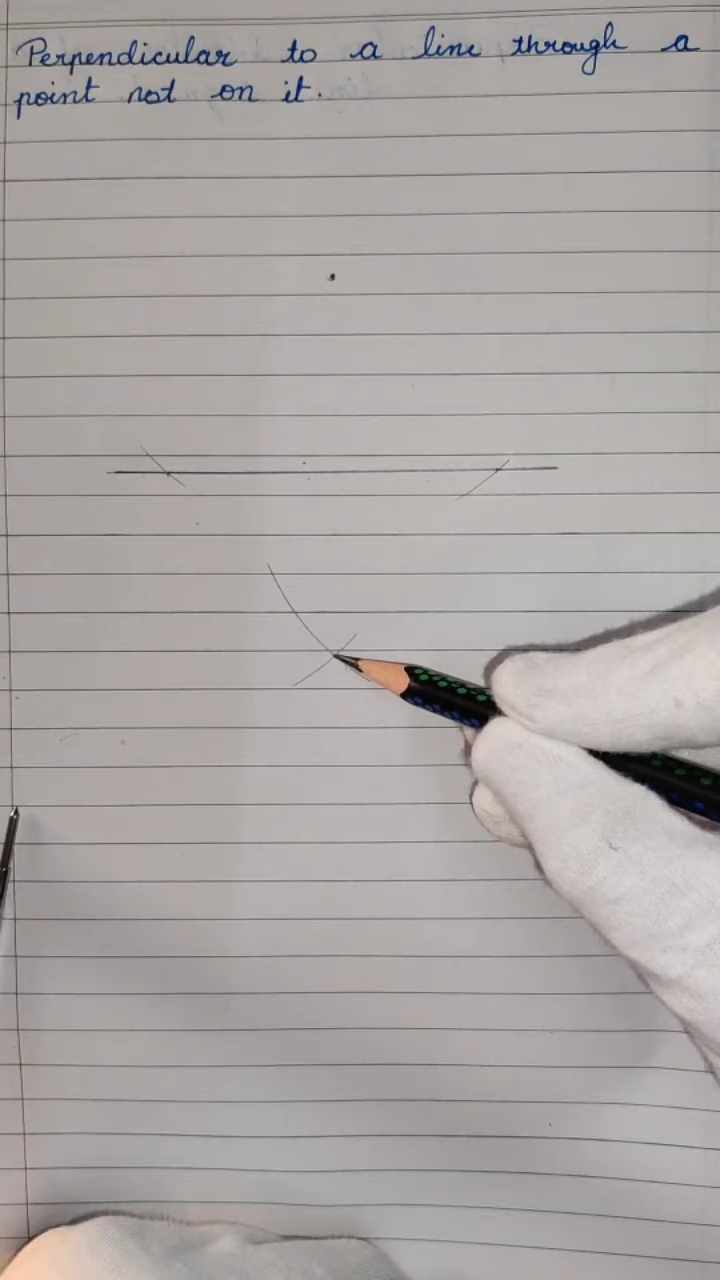 Perpendicular to a line through a
point not on it.